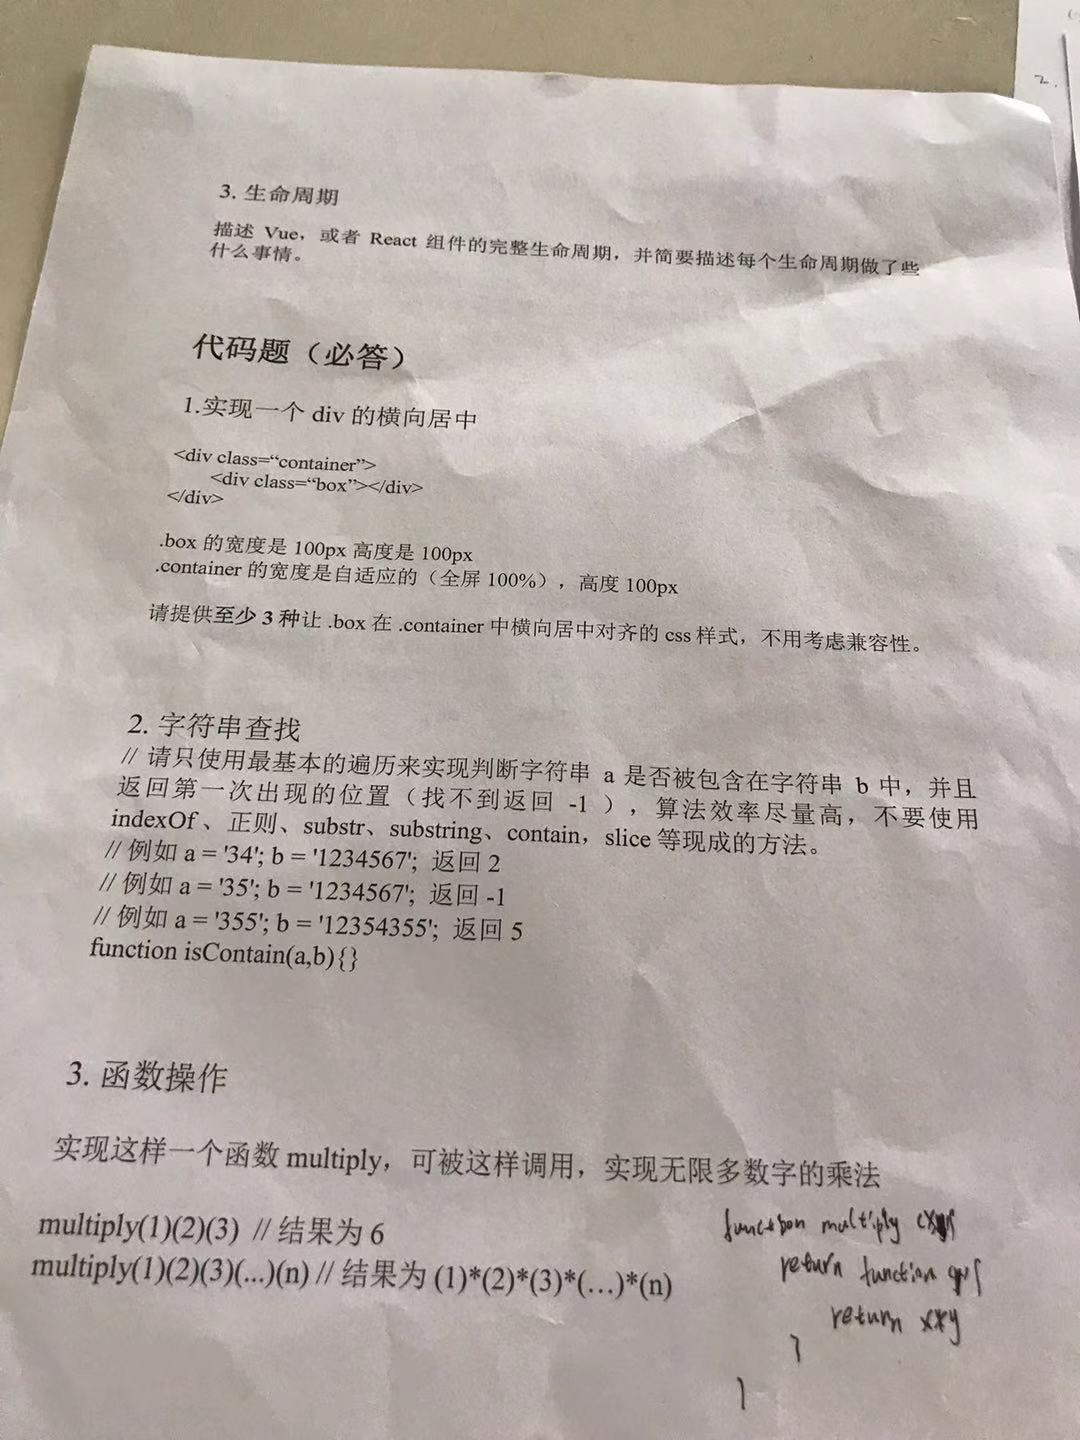 3. 生命周期
描述 Vue，或者 React 组件的完整生命周期，并简要描述每个生命周期做了些
什么事情。
代码题（必答）
1.实现一个 div 的横向居中
<div class=“container”>
<div class=“box”></div>
</div>
.box 的宽度是 100px 高度是 100px
.container 的宽度是自适应的（全屏 100%），高度 100px
请提供至少 3 种让 .box 在 .container 中横向居中对齐的 css 样式，不用考虑兼容性。
2. 字符串查找
// 请只使用最基本的遍历来实现判断字符串 a 是否被包含在字符串 b 中，并且
返回第一次出现的位置（找不到返回 -1 ），算法效率尽量高，不要使用
indexOf、正则、substr、substring、contain，slice 等现成的方法。
// 例如 a = '34'; b = '1234567'; 返回 2
// 例如 a = '35'; b = '1234567'; 返回 -1
// 例如 a = '355'; b = '12354355'; 返回 5
function isContain(a,b){}
3. 函数操作
实现这样一个函数 multiply，可被这样调用，实现无限多数字的乘法
multiply(1)(2)(3) // 结果为 6
multiply(1)(2)(3)(...)(n) // 结果为 (1)*(2)*(3)*(…)*(n)
function multiply
return function
return x*y
}
}
2.